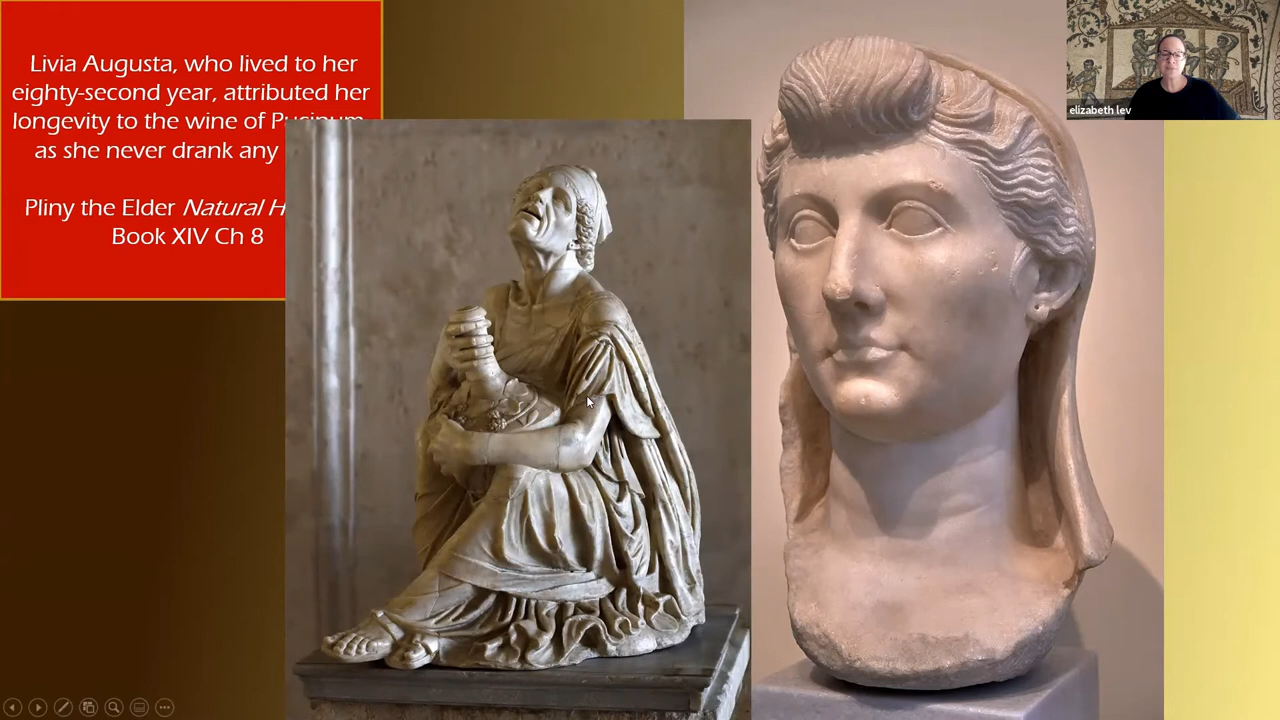 Livia Augusta, who lived to her
eighty-second year, attributed her
longevity to the wine of
as she never drank any
Pliny the Elder Natural H
Book XIV Ch 8
elizabeth lev